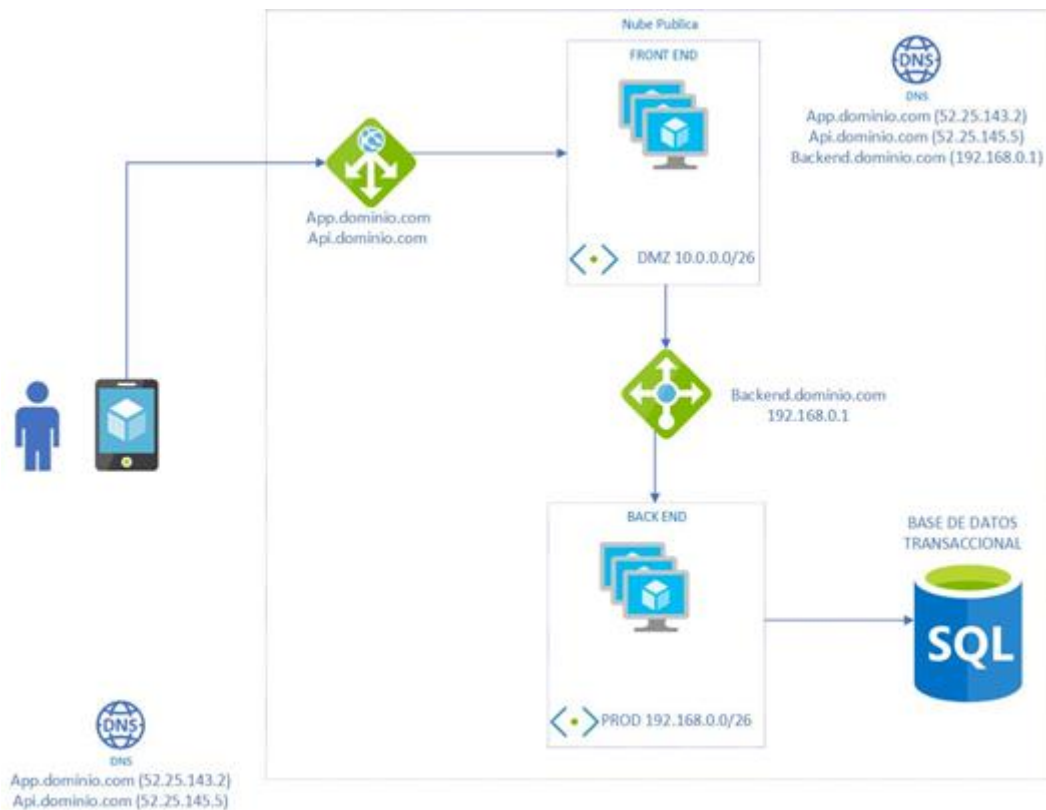 Nube Publica
FRONT END
DNS
DNS
App.dominio.com (52.25.143.2)
Api.dominio.com (52.25.145.5)
Backend.dominio.com (192.168.0.1)
App.dominio.com
Api.dominio.com
DMZ 10.0.0.0/26
Backend.dominio.com
192.168.0.1
BACK END
BASE DE DATOS
TRANSACCIONAL
SQL
PROD 192.168.0.0/26
DNS
DNS
App.dominio.com (52.25.143.2)
Api.dominio.com (52.25.145.5)